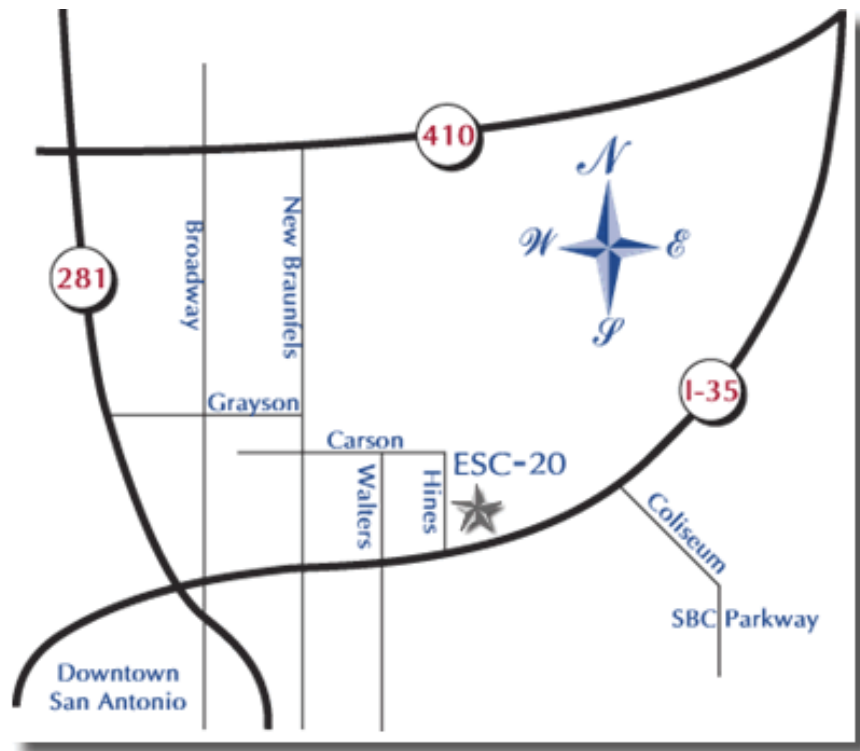 410
N
W
E
S
281
Broadway
New Braunfels
I-35
Grayson
Carson
Walters
Hines
ESC-20
Coliseum
SBC Parkway
Downtown
San Antonio